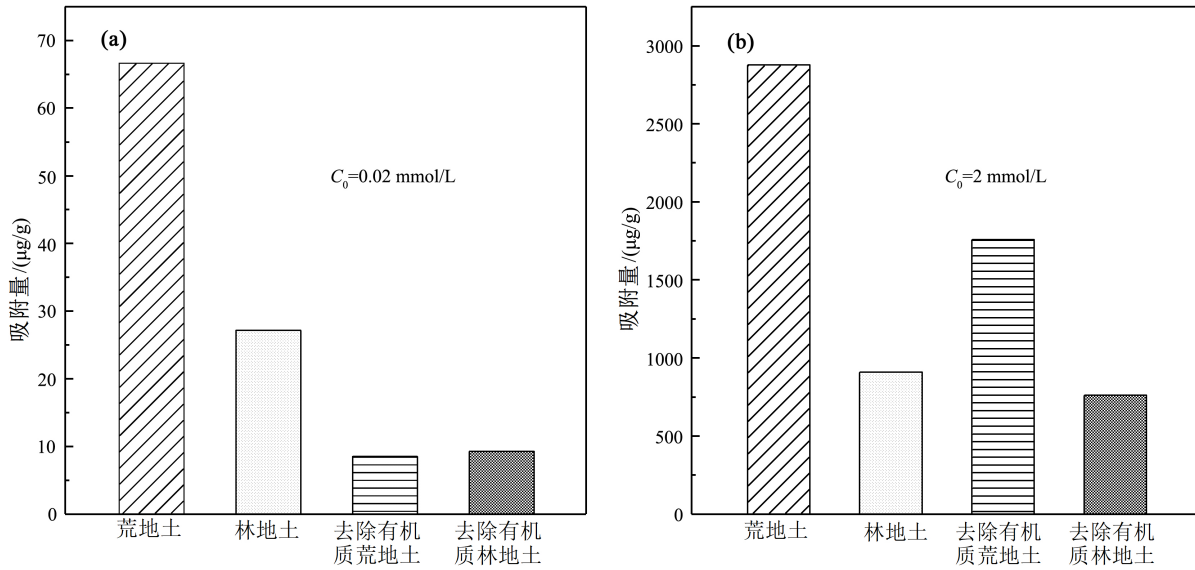 (a)
70
60
50
40
30
20
10
0
吸附量/(μg/g)
C₀=0.02 mmol/L
荒地土
林地土
去除有机
质荒地土
去除有机
质林地土
(b)
3000
2500
2000
1500
1000
500
0
吸附量/(μg/g)
C₀=2 mmol/L
荒地土
林地土
去除有机
质荒地土
去除有机
质林地土